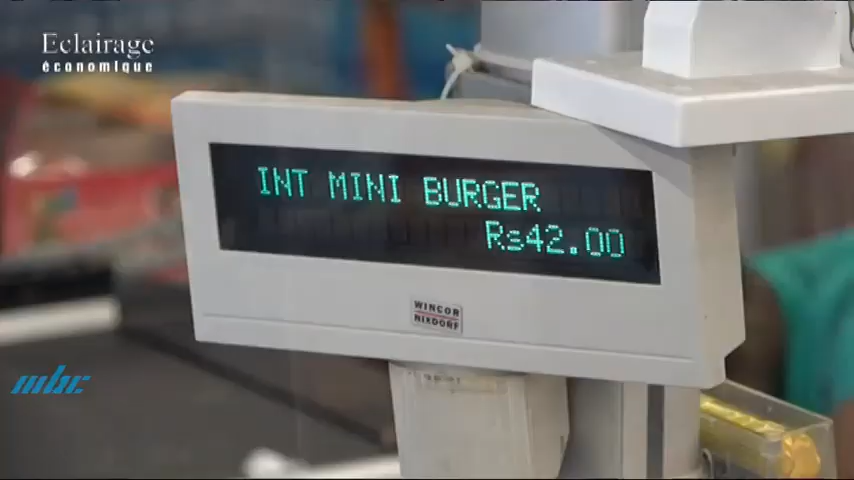 Eclairage
économique
INT MINI BURGER
Rs42.00
WINCOR
NIXDORF
mbc